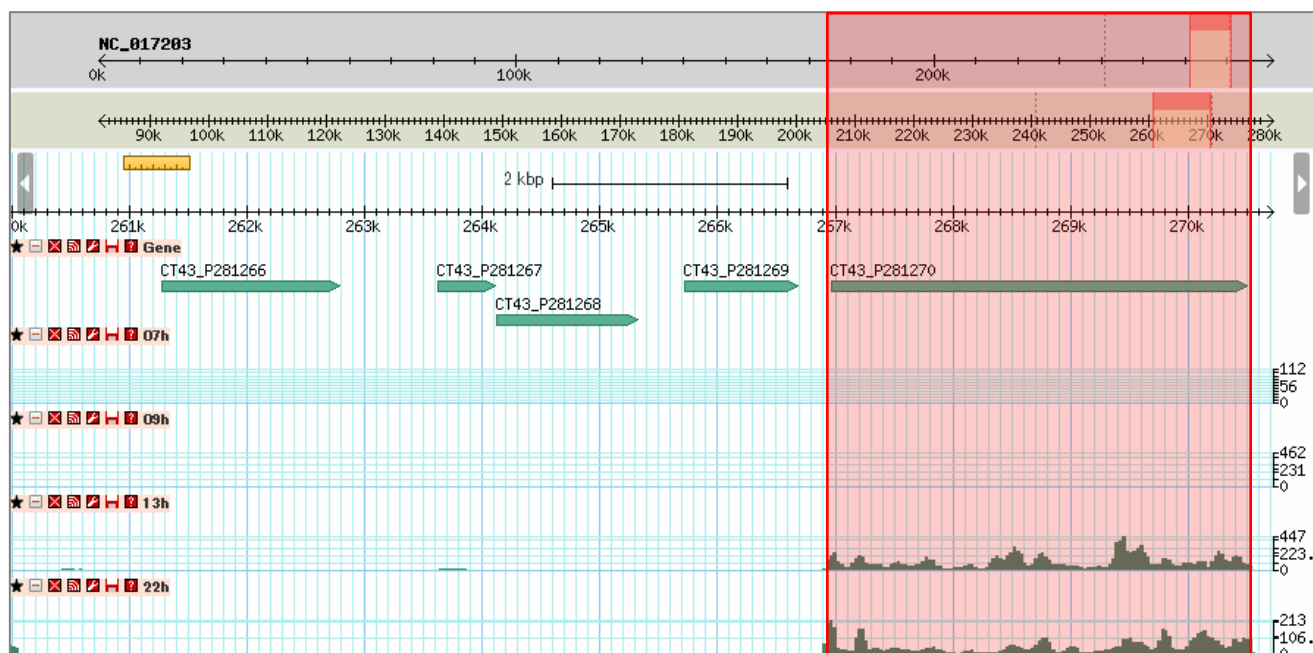 NC_017203
0k 100k 200k
90k 100k 110k 120k 130k 140k 150k 160k 170k 180k 190k 200k 210k 220k 230k 240k 250k 260k 270k 280k
2 kbp
0k 261k 262k 263k 264k 265k 266k 267k 268k 269k 270k
Gene
CT43_P281266 CT43_P281267 CT43_P281269 CT43_P281270
CT43_P281268
07h
112
56
0
09h
462
231
0
13h
447
223.
0
22h
213
106.
0